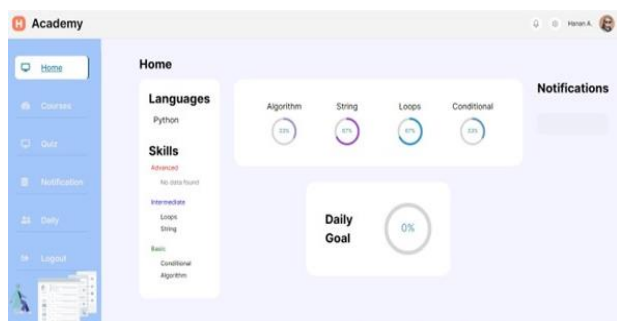 H Academy
Hanan A.
Home
Courses
Quiz
Notification
Daily
Logout
Home
Languages
Python
Skills
Advanced
No data found
Intermediate
Loops
String
Basic
Conditional
Algorithm
Algorithm
33%
String
67%
Loops
67%
Conditional
33%
Daily
Goal
0%
Notifications